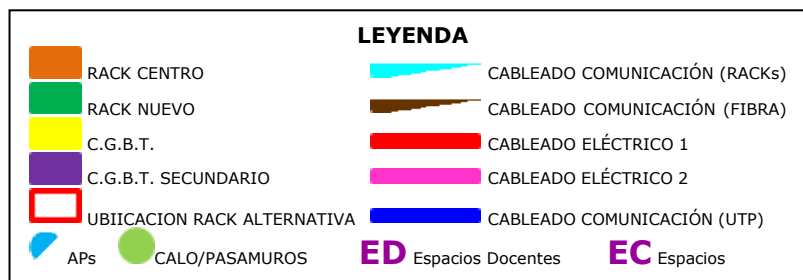 LEYENDA
RACK CENTRO CABLEADO COMUNICACIÓN (RACKs)
RACK NUEVO CABLEADO COMUNICACIÓN (FIBRA)
C.G.B.T. CABLEADO ELÉCTRICO 1
C.G.B.T. SECUNDARIO CABLEADO ELÉCTRICO 2
UBIICACION RACK ALTERNATIVA CABLEADO COMUNICACIÓN (UTP)
APs CALO/PASAMUROS ED Espacios Docentes EC Espacios